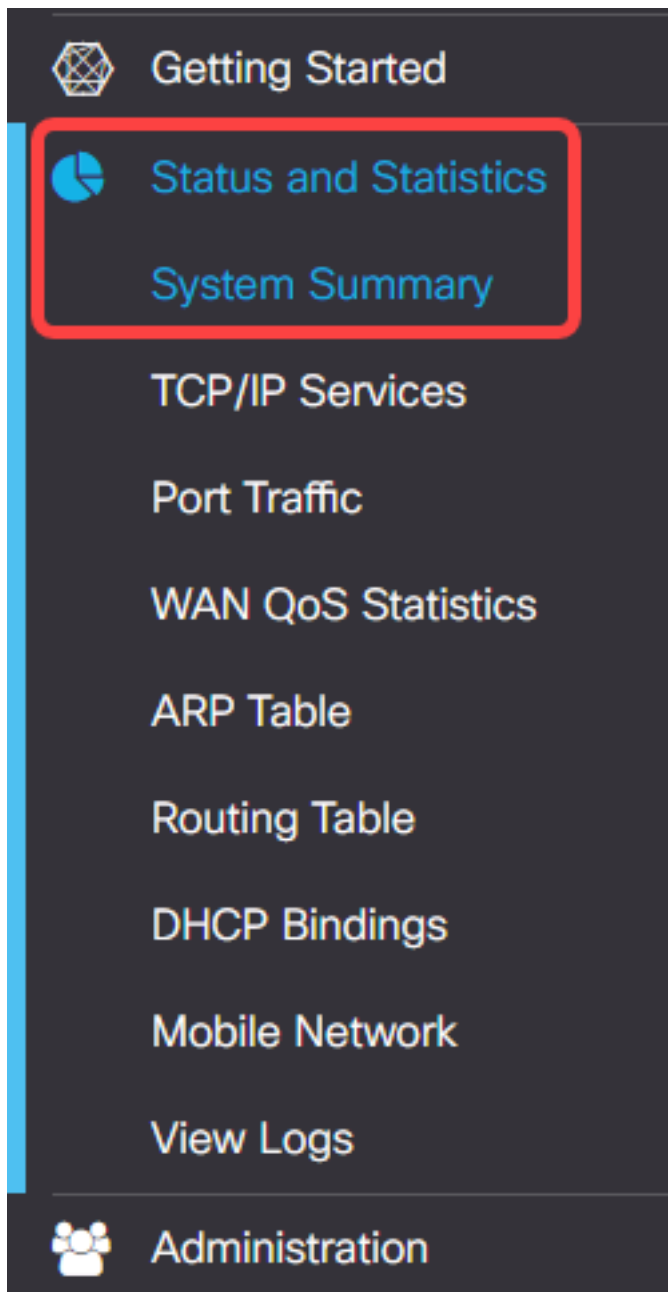 Getting Started
Status and Statistics
System Summary
TCP/IP Services
Port Traffic
WAN QoS Statistics
ARP Table
Routing Table
DHCP Bindings
Mobile Network
View Logs
Administration